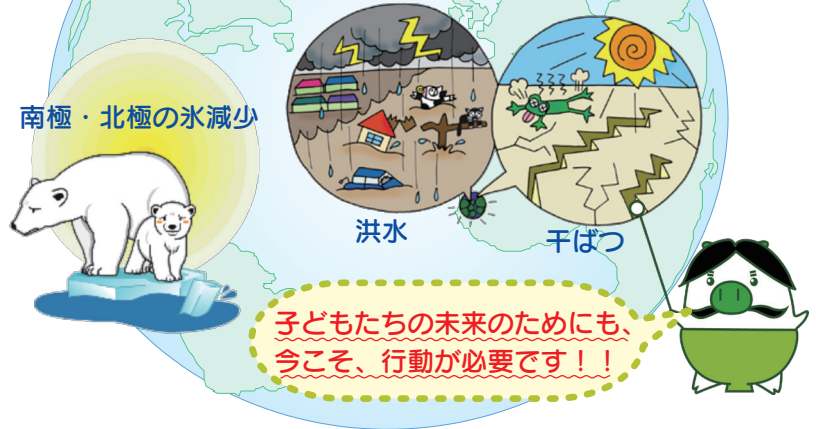 南極・北極の氷減少
洪水
干ばつ
子どもたちの未来のためにも、
今こそ、行動が必要です！！